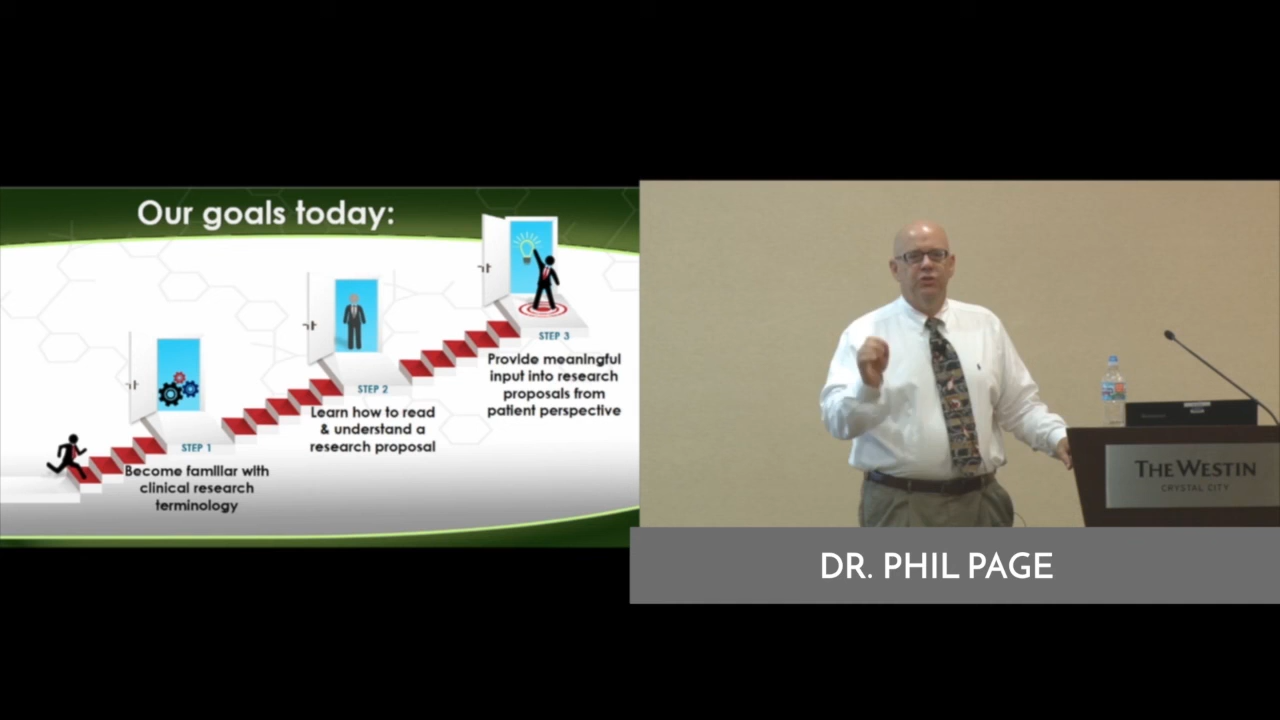 Our goals today:
STEP 3
Provide meaningful
input into research
proposals from
patient perspective
STEP 2
Learn how to read
& understand a
research proposal
STEP 1
Become familiar with
clinical research
terminology
THE WESTIN
CRYSTAL CITY
DR. PHIL PAGE